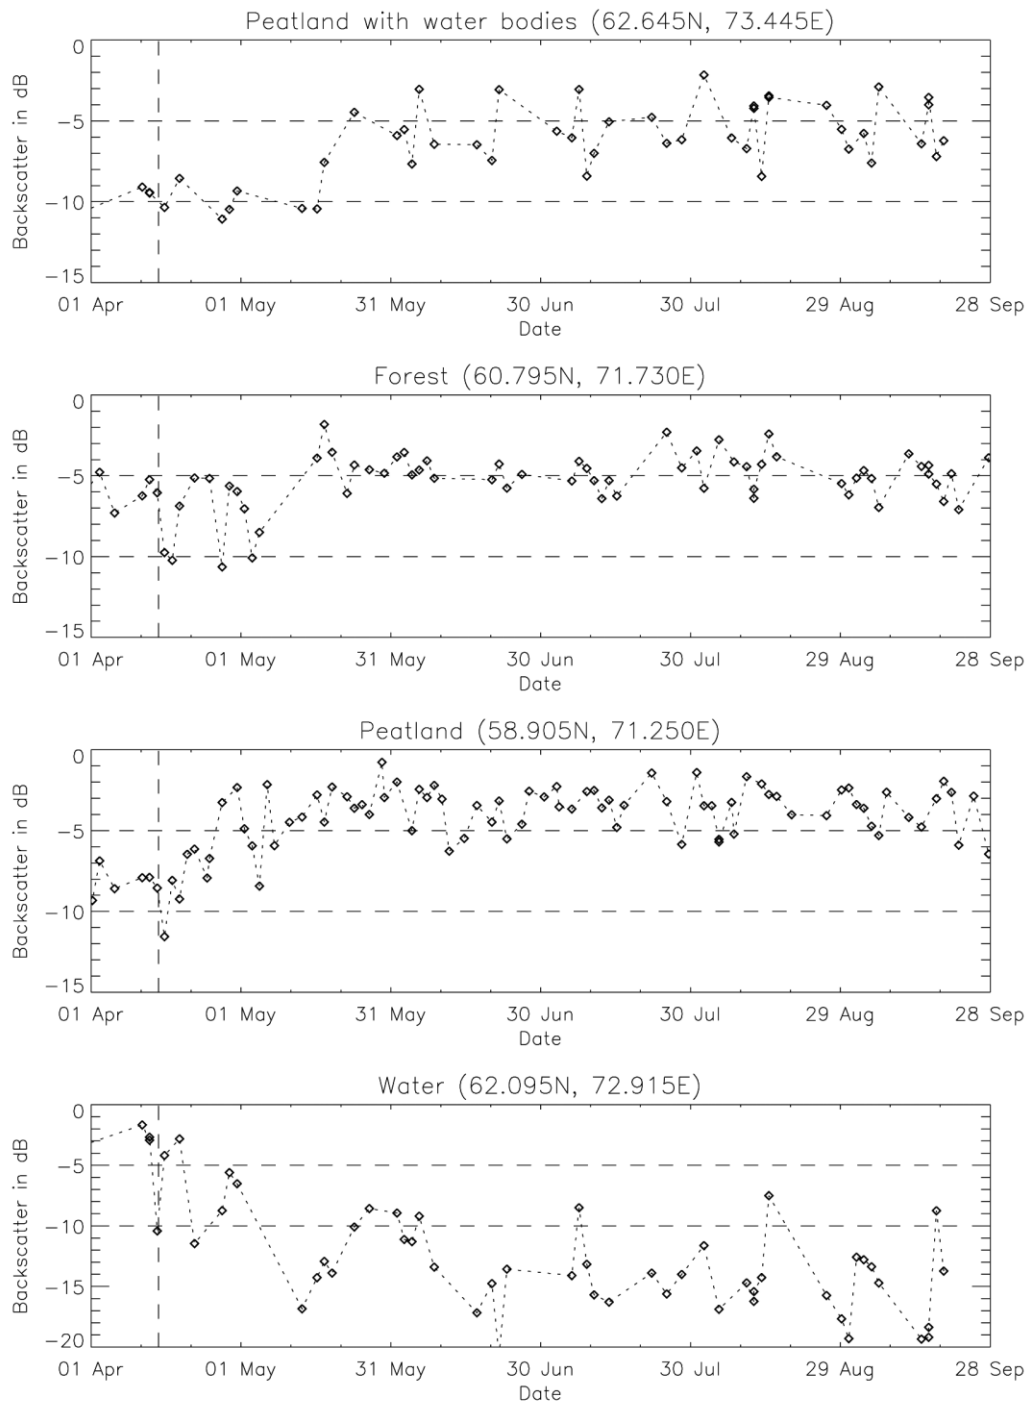 Peatland with water bodies (62.645N, 73.445E)
Backscatter in dB
0
−5
−10
−15
01 Apr 01 May 31 May 30 Jun 30 Jul 29 Aug 28 Sep
Date
Forest (60.795N, 71.730E)
Backscatter in dB
0
−5
−10
−15
01 Apr 01 May 31 May 30 Jun 30 Jul 29 Aug 28 Sep
Date
Peatland (58.905N, 71.250E)
Backscatter in dB
0
−5
−10
−15
01 Apr 01 May 31 May 30 Jun 30 Jul 29 Aug 28 Sep
Date
Water (62.095N, 72.915E)
Backscatter in dB
0
−5
−10
−15
−20
01 Apr 01 May 31 May 30 Jun 30 Jul 29 Aug 28 Sep
Date